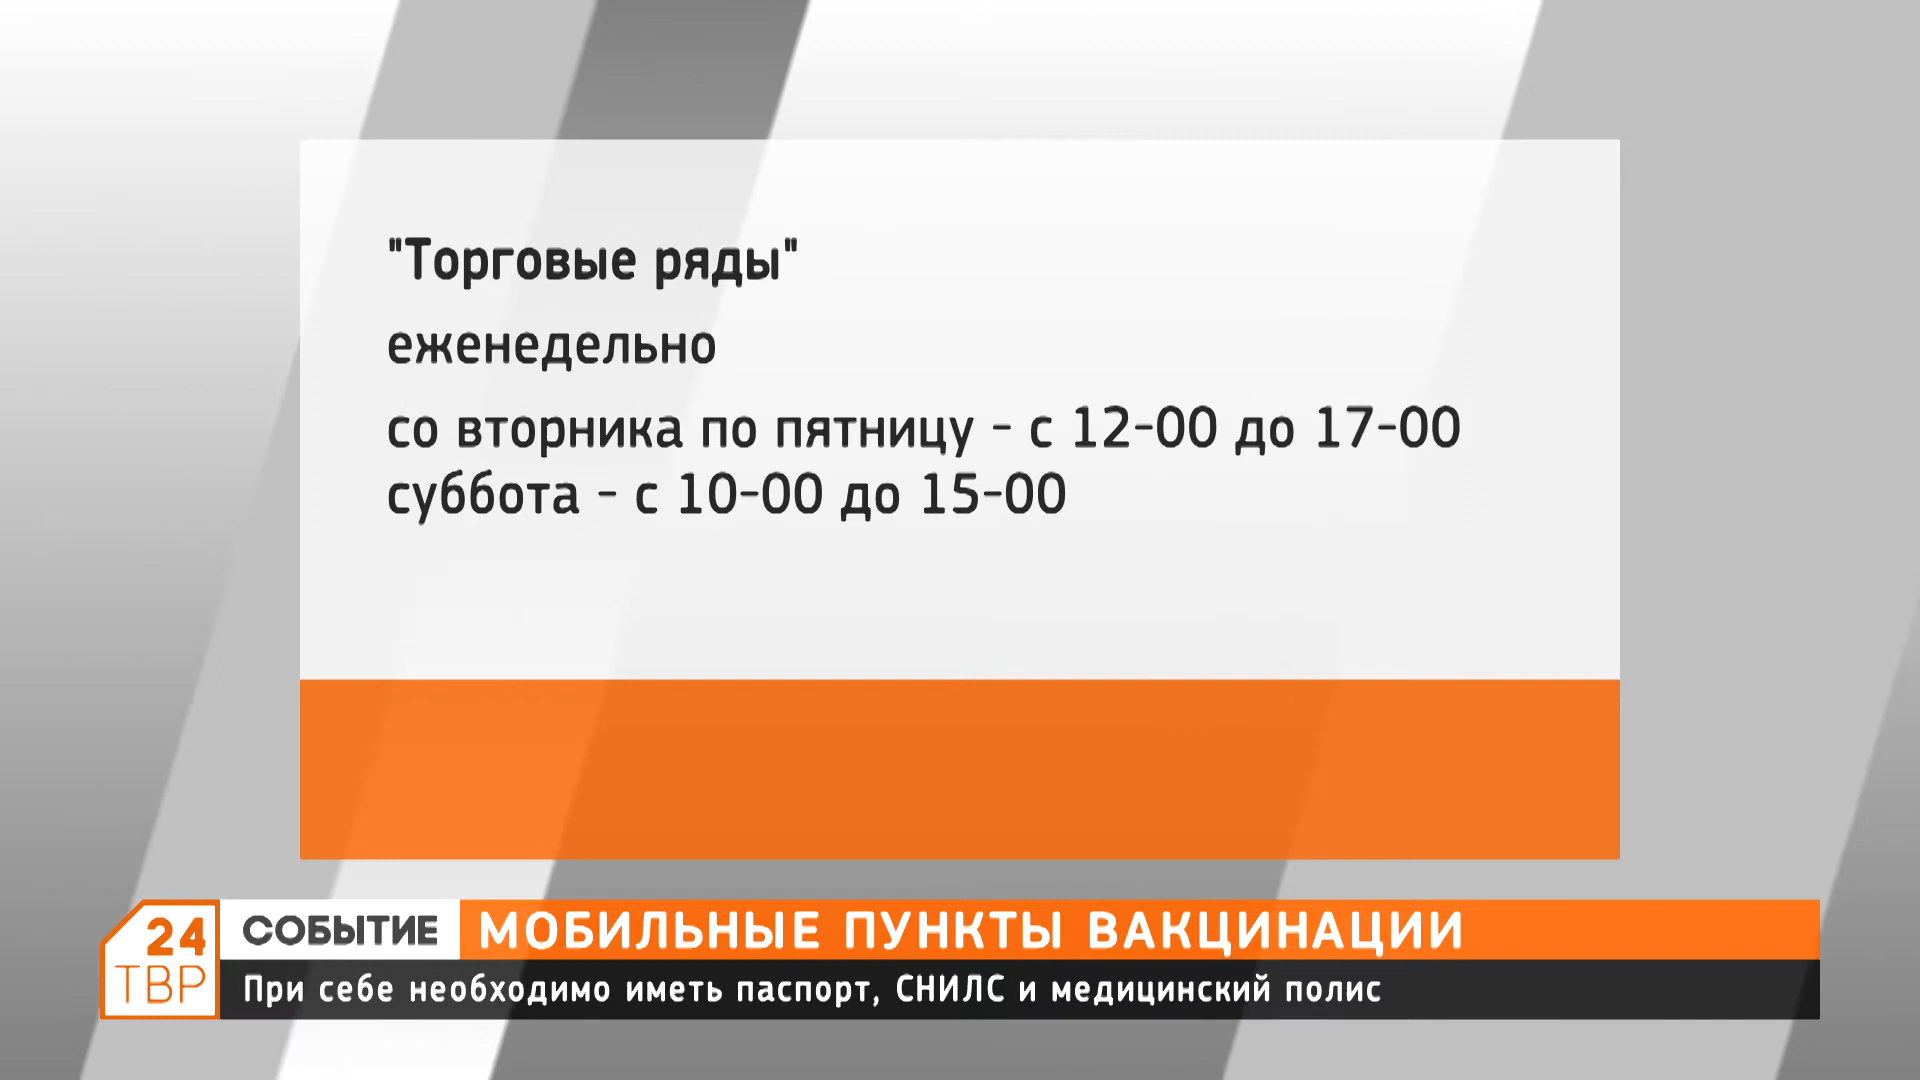 "Торговые ряды"
еженедельно
со вторника по пятницу - с 12-00 до 17-00
суббота - с 10-00 до 15-00
24
ТВР
СОБЫТИЕ
МОБИЛЬНЫЕ ПУНКТЫ ВАКЦИНАЦИИ
При себе необходимо иметь паспорт, СНИЛС и медицинский полис